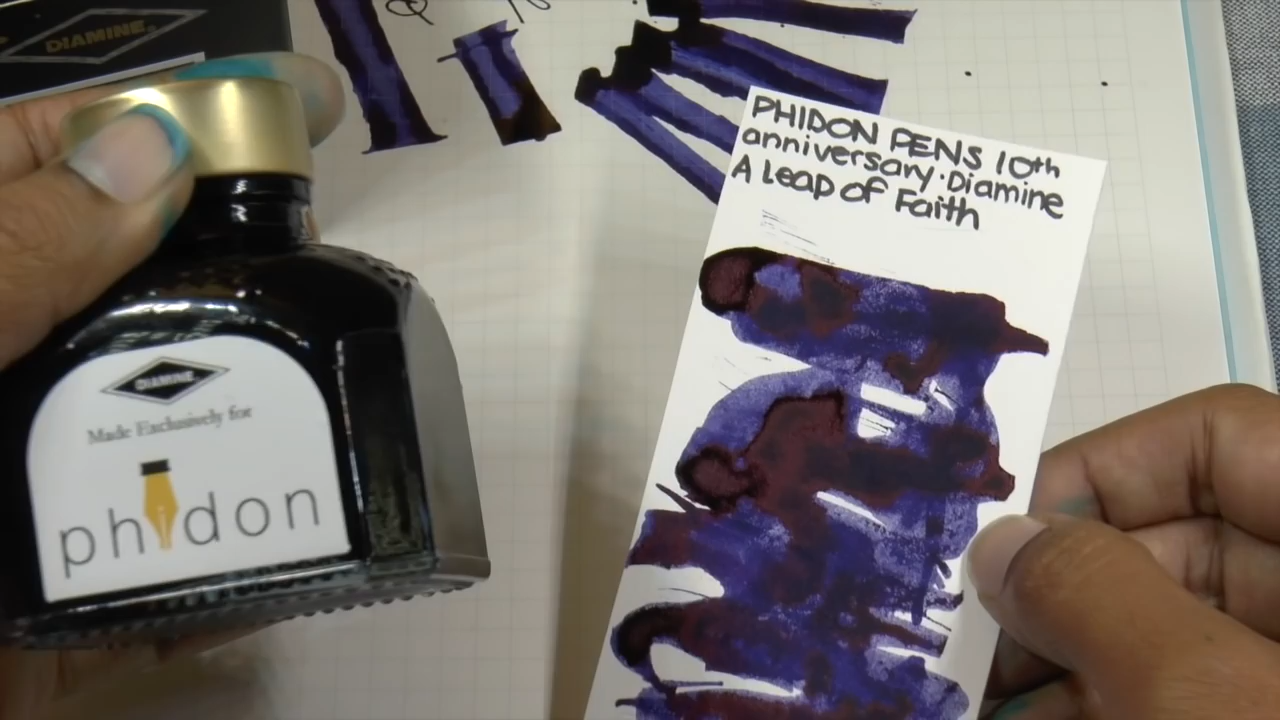 DIAMINE
PHIDON PENS 10th
anniversary·Diamine
A Leap of Faith
DIAMINE
Made Exclusively for
phidon